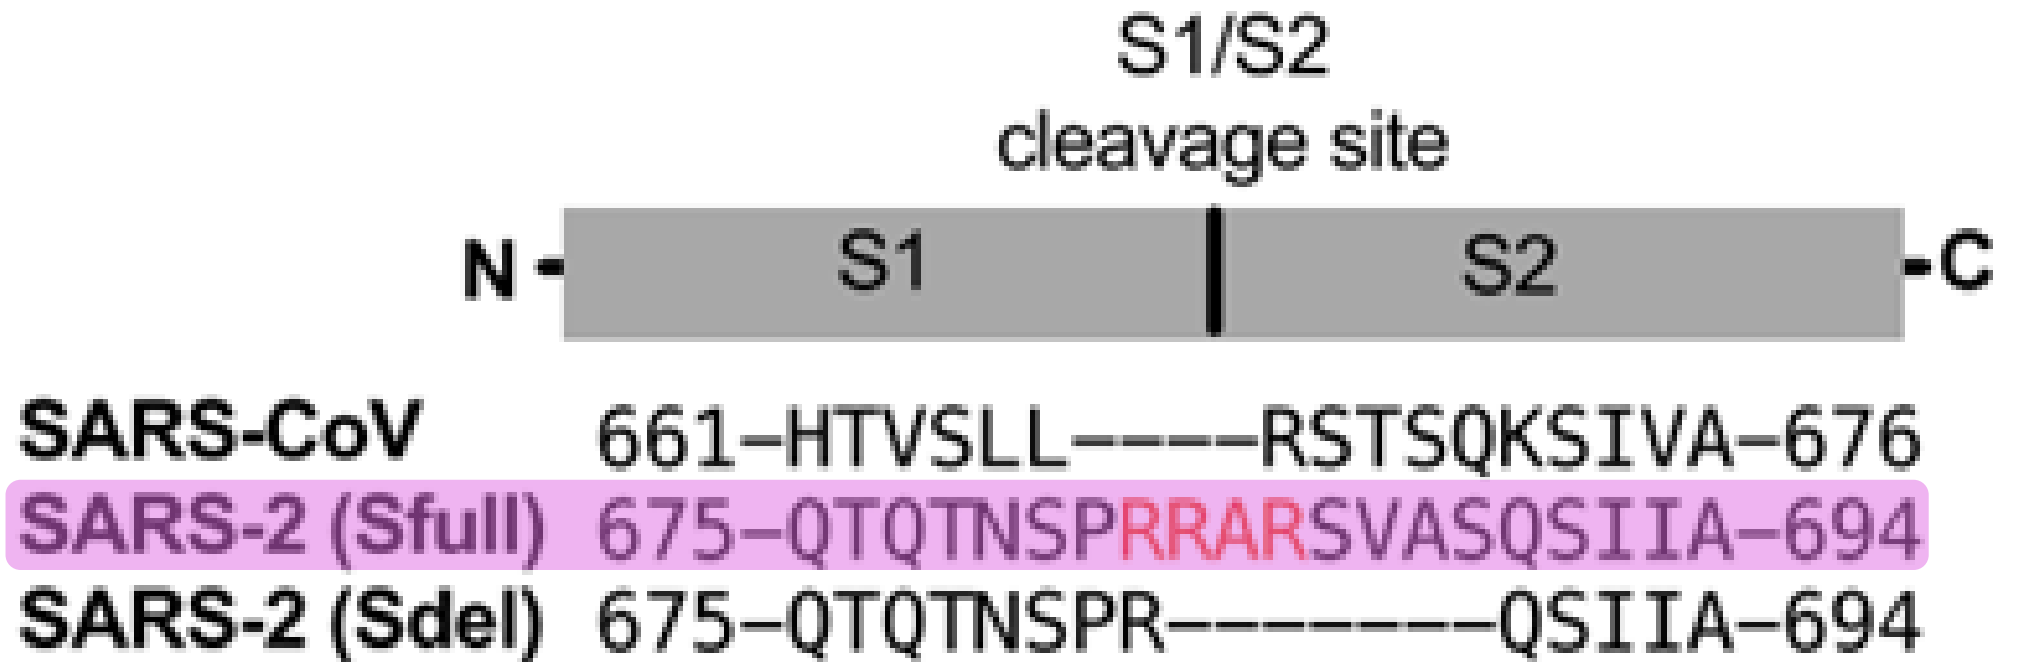 S1/S2
cleavage site
N S1 S2 C
SARS-CoV 661-HTVSLL----RSTSQKSIVA-676
SARS-2 (Sfull) 675-QTQTNSPRRARSVASQSIIA-694
SARS-2 (Sdel) 675-QTQTNSPR-------QSIIA-694